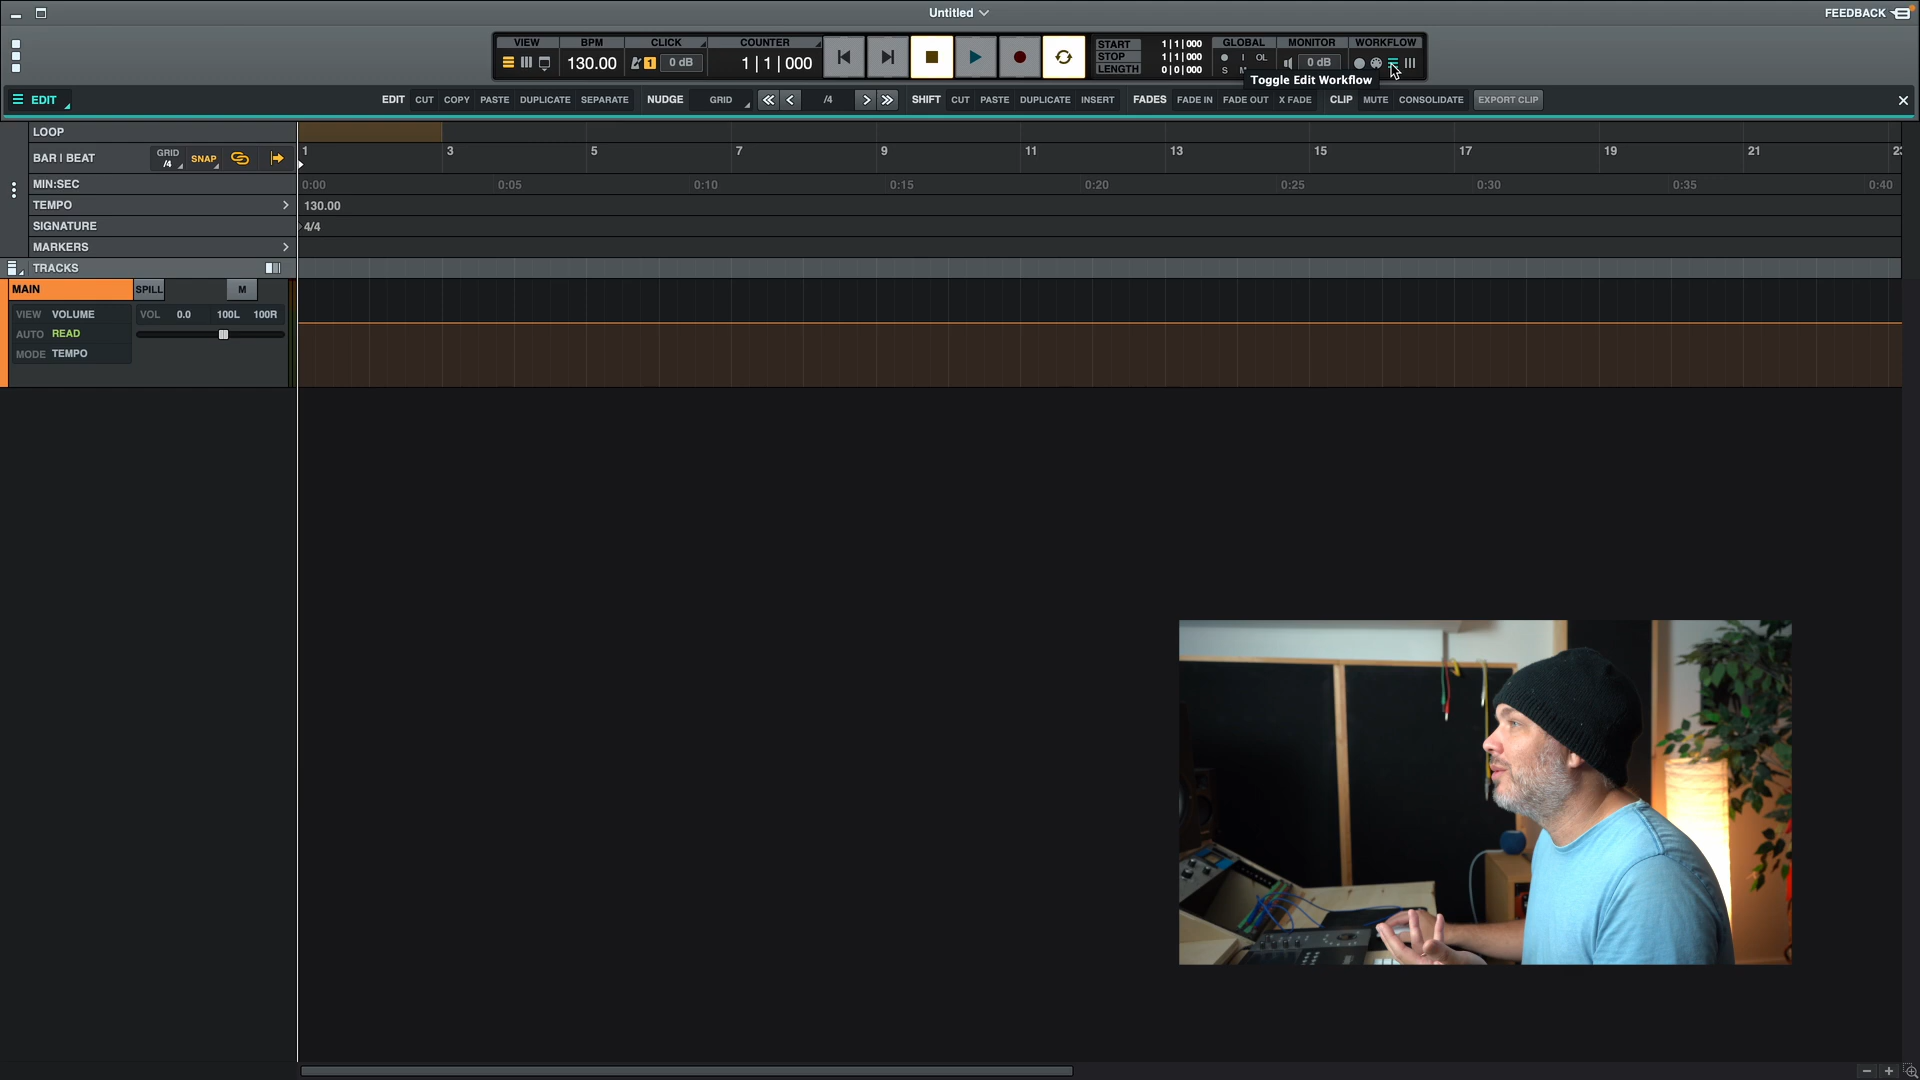 Untitled
FEEDBACK
VIEW BPM CLICK COUNTER START 1|1|000 GLOBAL MONITOR WORKFLOW
130.00 1 0 dB 1|1|000 STOP 1|1|000 I OL 0 dB
LENGTH 0|0|000 S M
Toggle Edit Workflow
EDIT EDIT CUT COPY PASTE DUPLICATE SEPARATE NUDGE GRID /4 SHIFT CUT PASTE DUPLICATE INSERT FADES FADE IN FADE OUT X FADE CLIP MUTE CONSOLIDATE EXPORT CLIP
LOOP
BAR | BEAT GRID /4 SNAP 1 3 5 7 9 11 13 15 17 19 21
MIN:SEC 0:00 0:05 0:10 0:15 0:20 0:25 0:30 0:35 0:40
TEMPO 130.00
SIGNATURE 4/4
MARKERS
TRACKS
MAIN SPILL M
VIEW VOLUME VOL 0.0 100L 100R
AUTO READ
MODE TEMPO